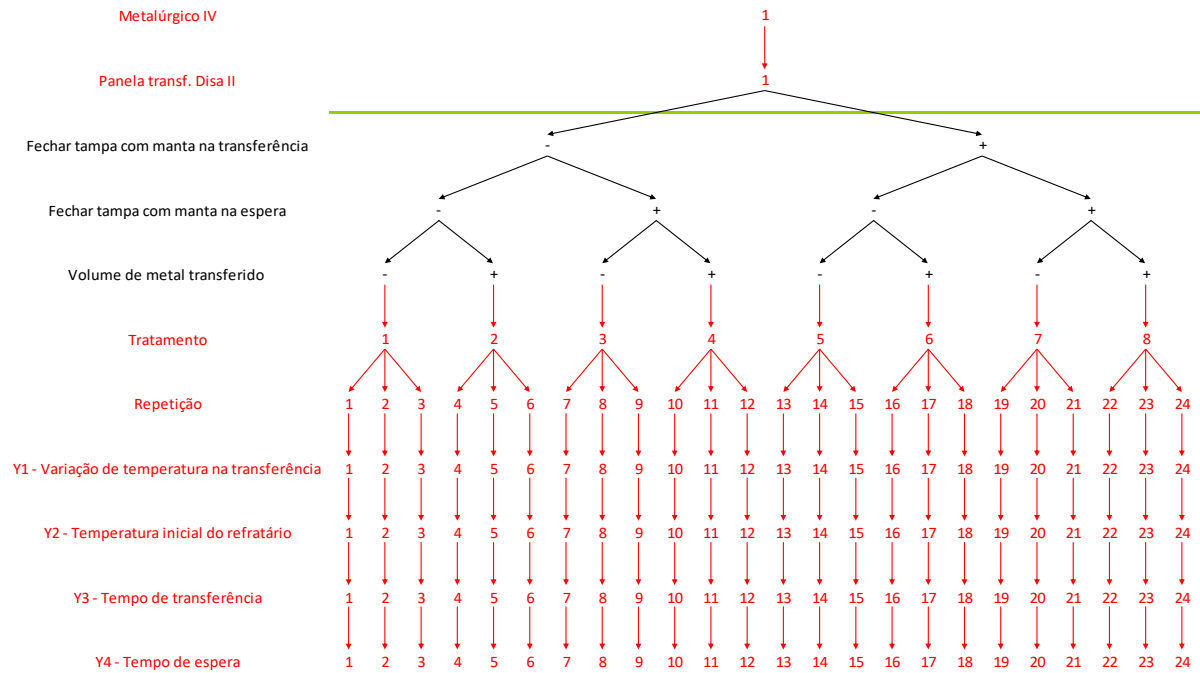 Metalúrgico IV 1
Panela transf. Disa II 1
Fechar tampa com manta na transferência - +
Fechar tampa com manta na espera - + - +
Volume de metal transferido - + - + - + - +
Tratamento 1 2 3 4 5 6 7 8
Repetição 1 2 3 4 5 6 7 8 9 10 11 12 13 14 15 16 17 18 19 20 21 22 23 24
Y1 - Variação de temperatura na transferência 1 2 3 4 5 6 7 8 9 10 11 12 13 14 15 16 17 18 19 20 21 22 23 24
Y2 - Temperatura inicial do refratário 1 2 3 4 5 6 7 8 9 10 11 12 13 14 15 16 17 18 19 20 21 22 23 24
Y3 - Tempo de transferência 1 2 3 4 5 6 7 8 9 10 11 12 13 14 15 16 17 18 19 20 21 22 23 24
Y4 - Tempo de espera 1 2 3 4 5 6 7 8 9 10 11 12 13 14 15 16 17 18 19 20 21 22 23 24